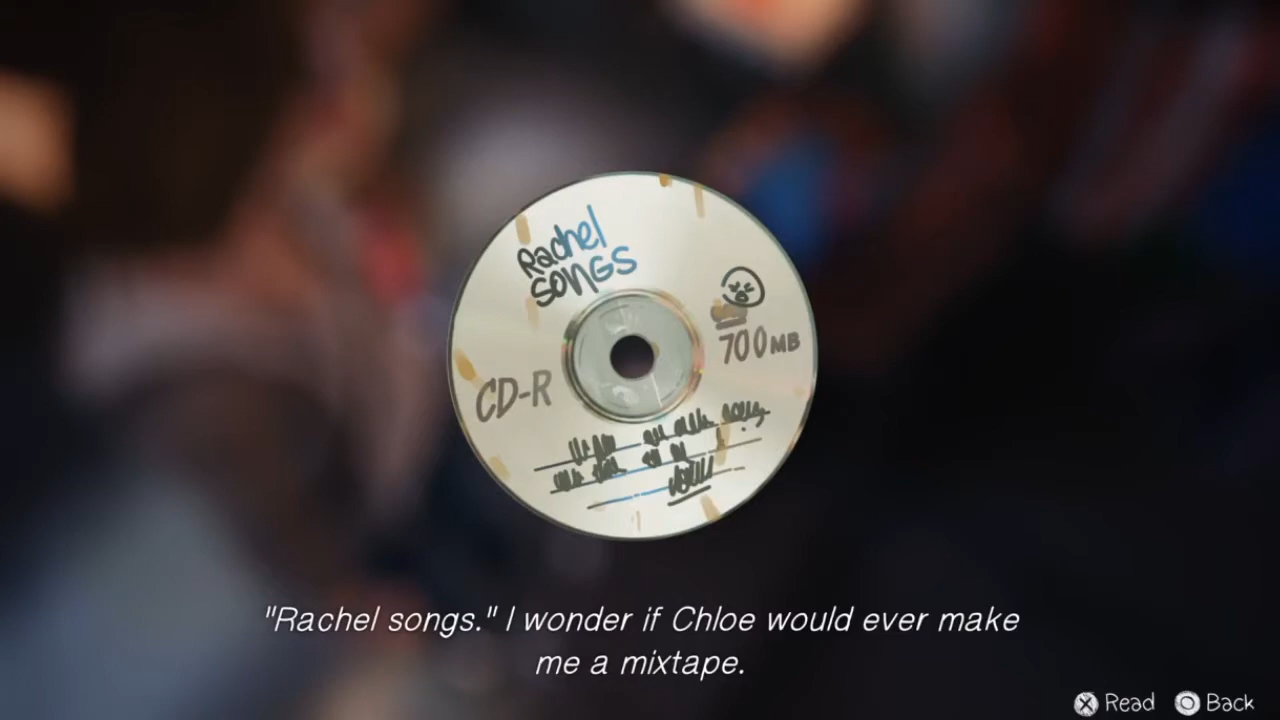 Rachel
SONGS
700MB
CD-R
"Rachel songs." I wonder if Chloe would ever make
me a mixtape.
Read Back